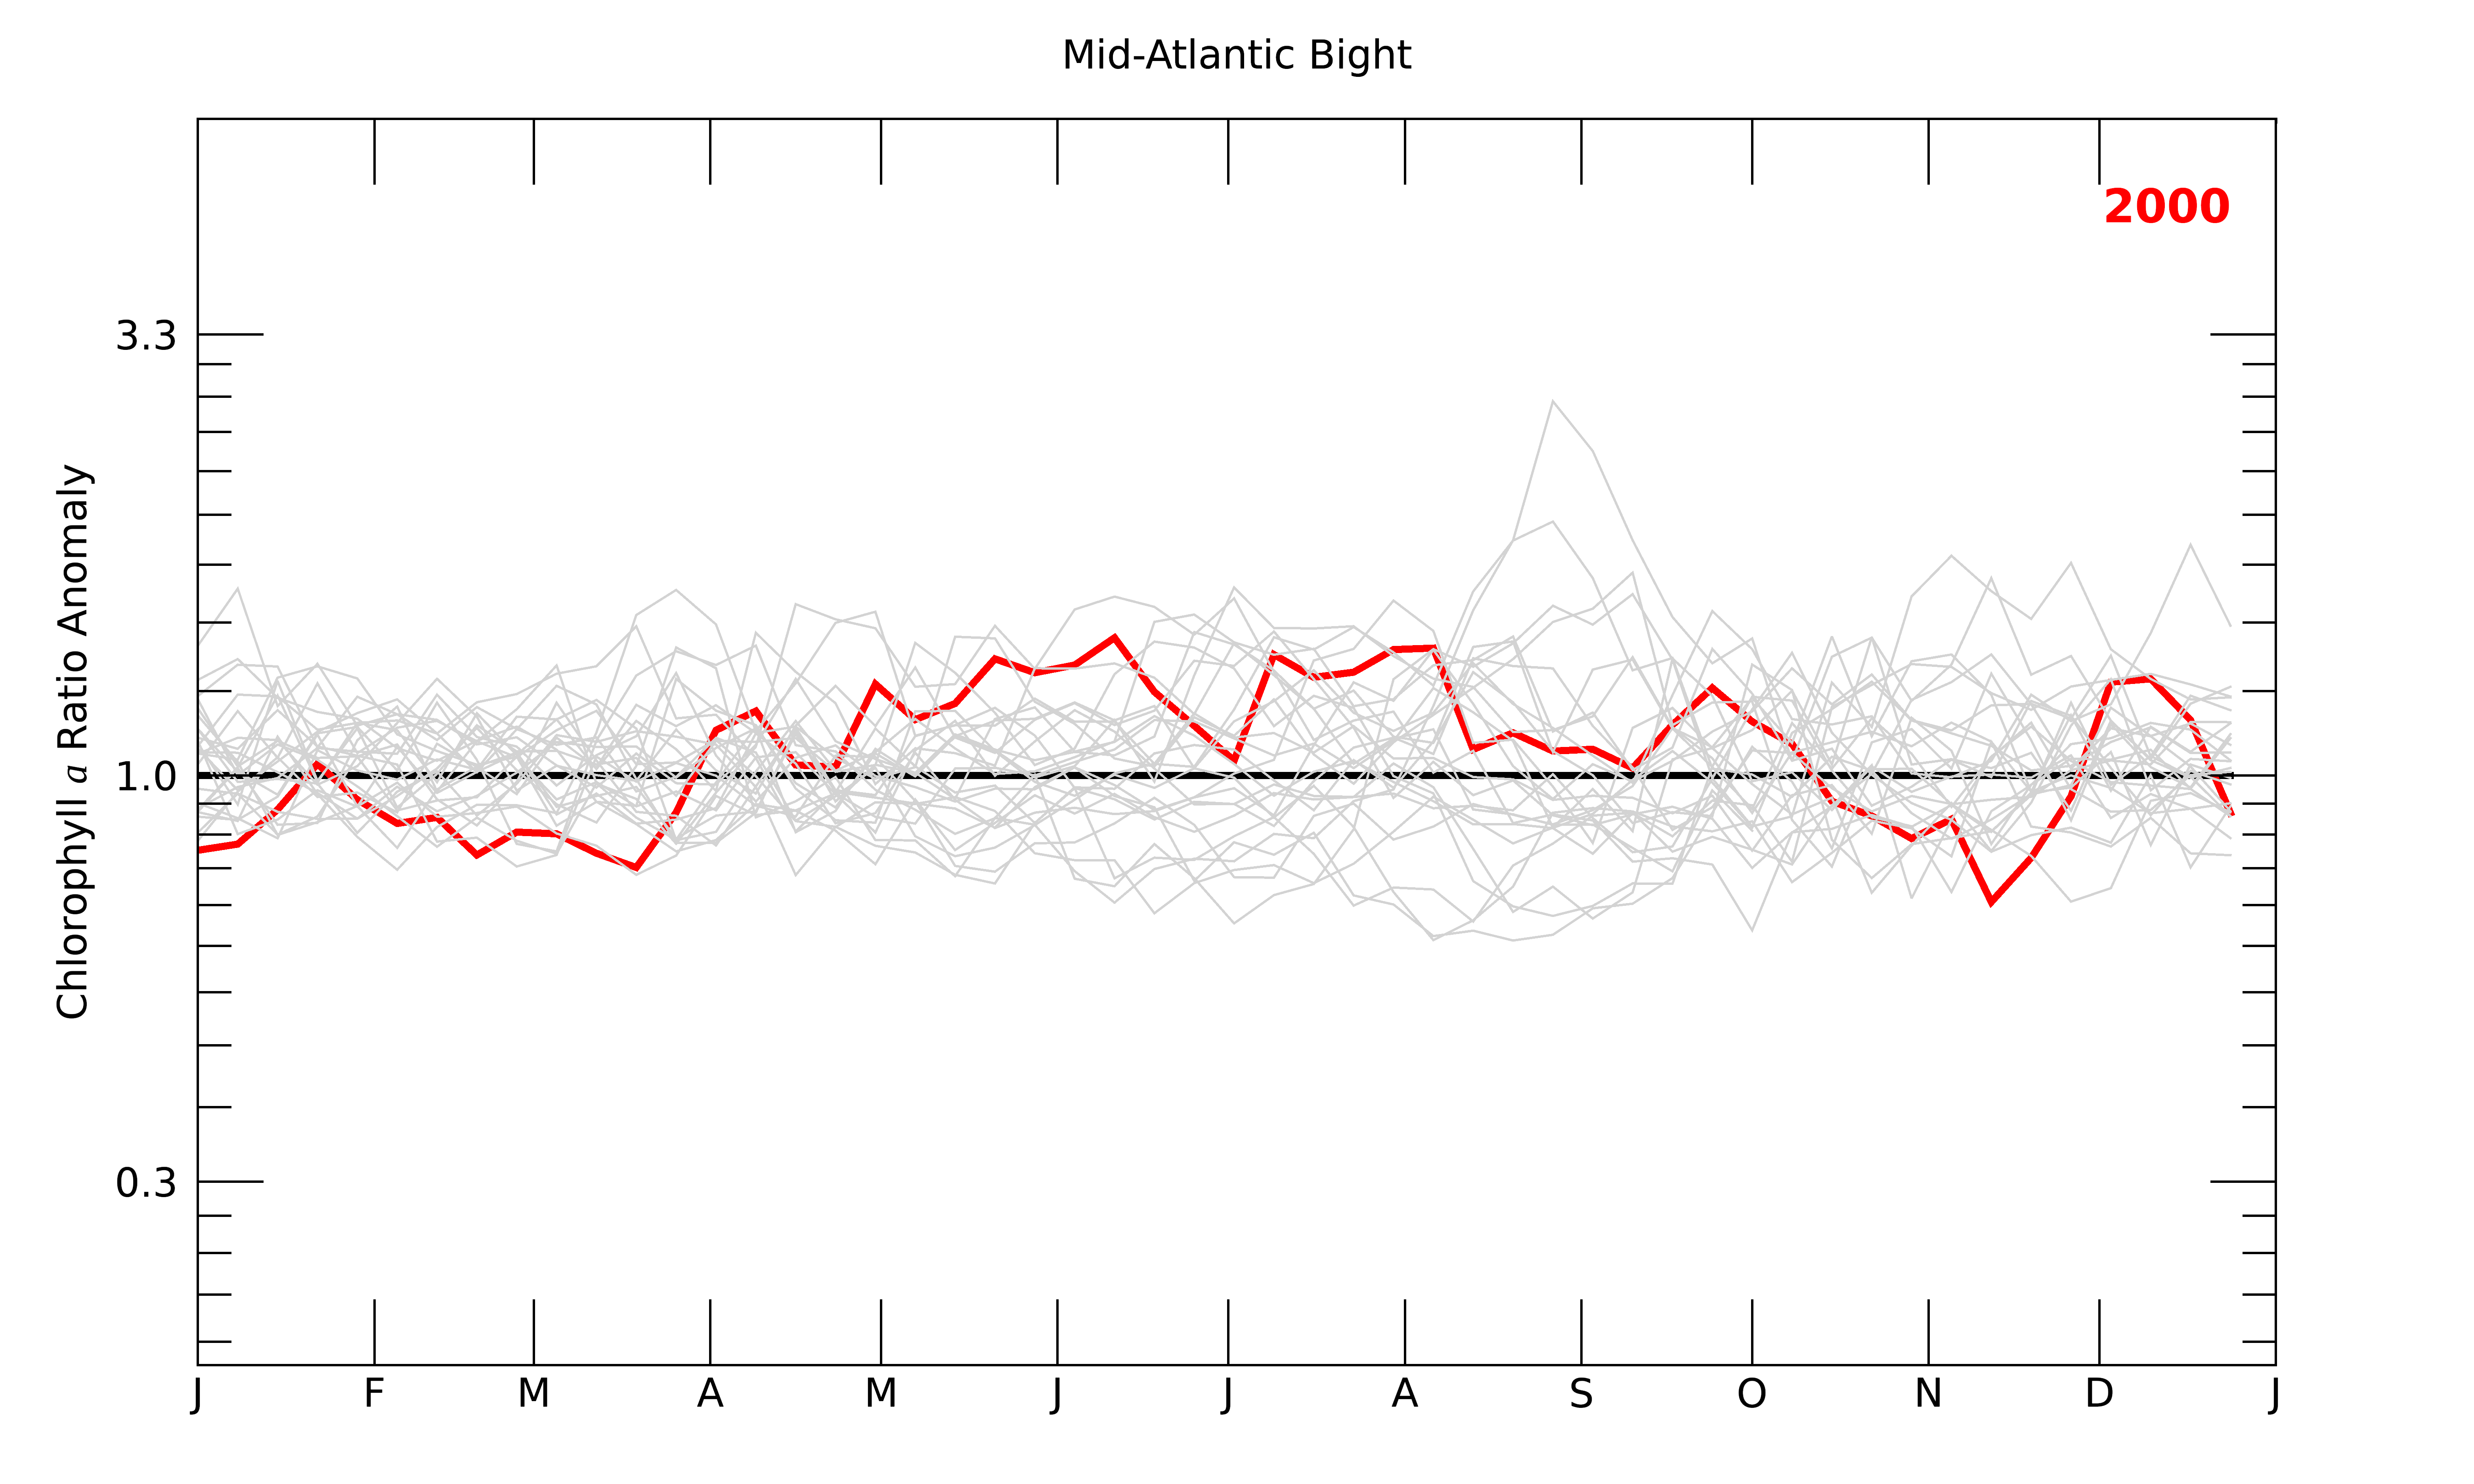 Mid-Atlantic Bight
2000
3.3
1.0
0.3
Chlorophyll a Ratio Anomaly
J F M A M J J A S O N D J